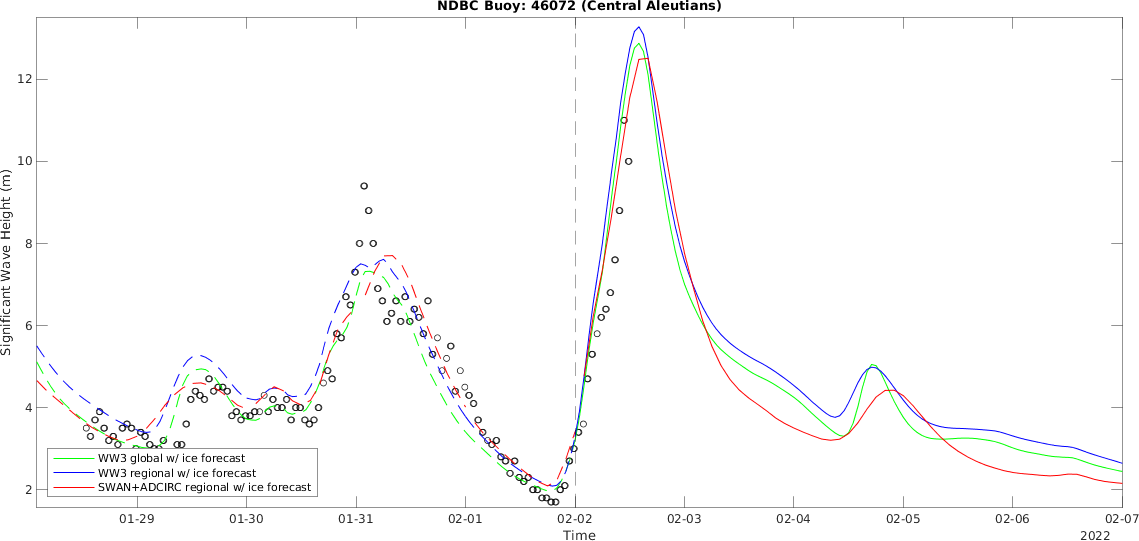 NDBC Buoy: 46072 (Central Aleutians)
Significant Wave Height (m)
12
10
8
6
4
2
WW3 global w/ ice forecast
WW3 regional w/ ice forecast
SWAN+ADCIRC regional w/ ice forecast
01-29 01-30 01-31 02-01 02-02 02-03 02-04 02-05 02-06 02-07
Time
2022